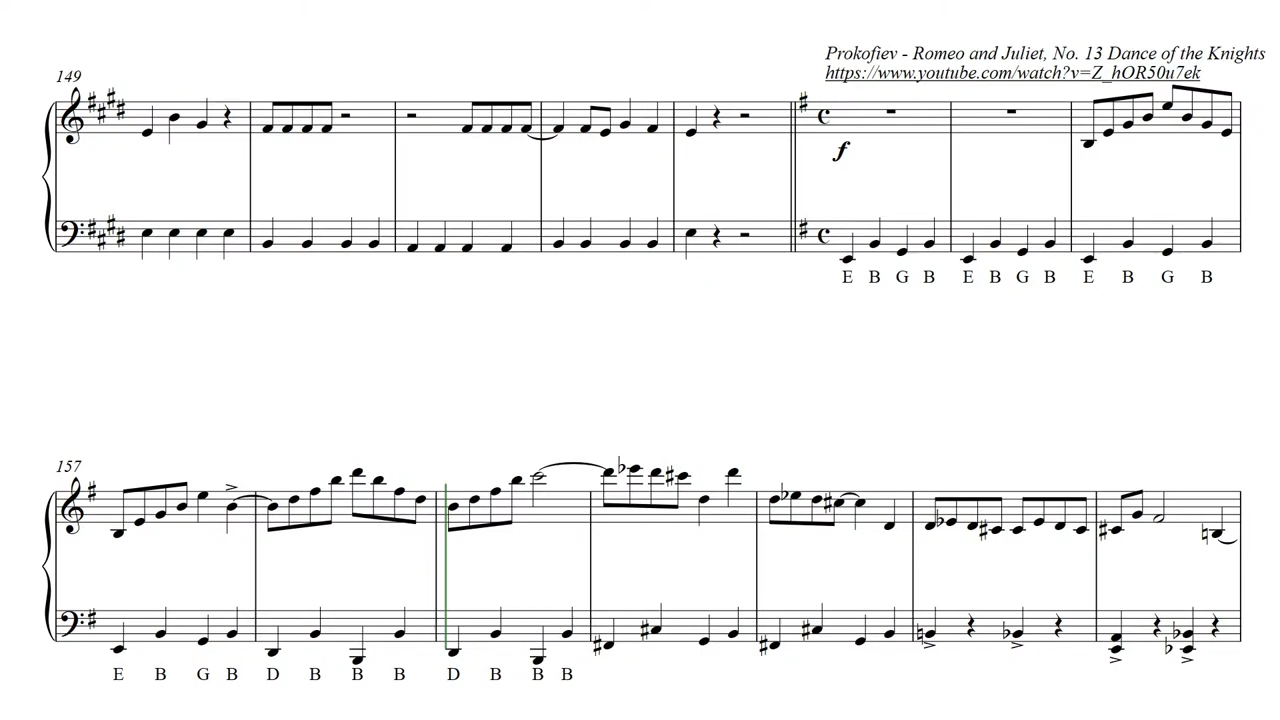 Prokofiev - Romeo and Juliet, No. 13 Dance of the Knights
https://www.youtube.com/watch?v=Z_hOR50u7ek
149
f
E B G B E B G B E B G B
157
E B G B D B B B D B B B